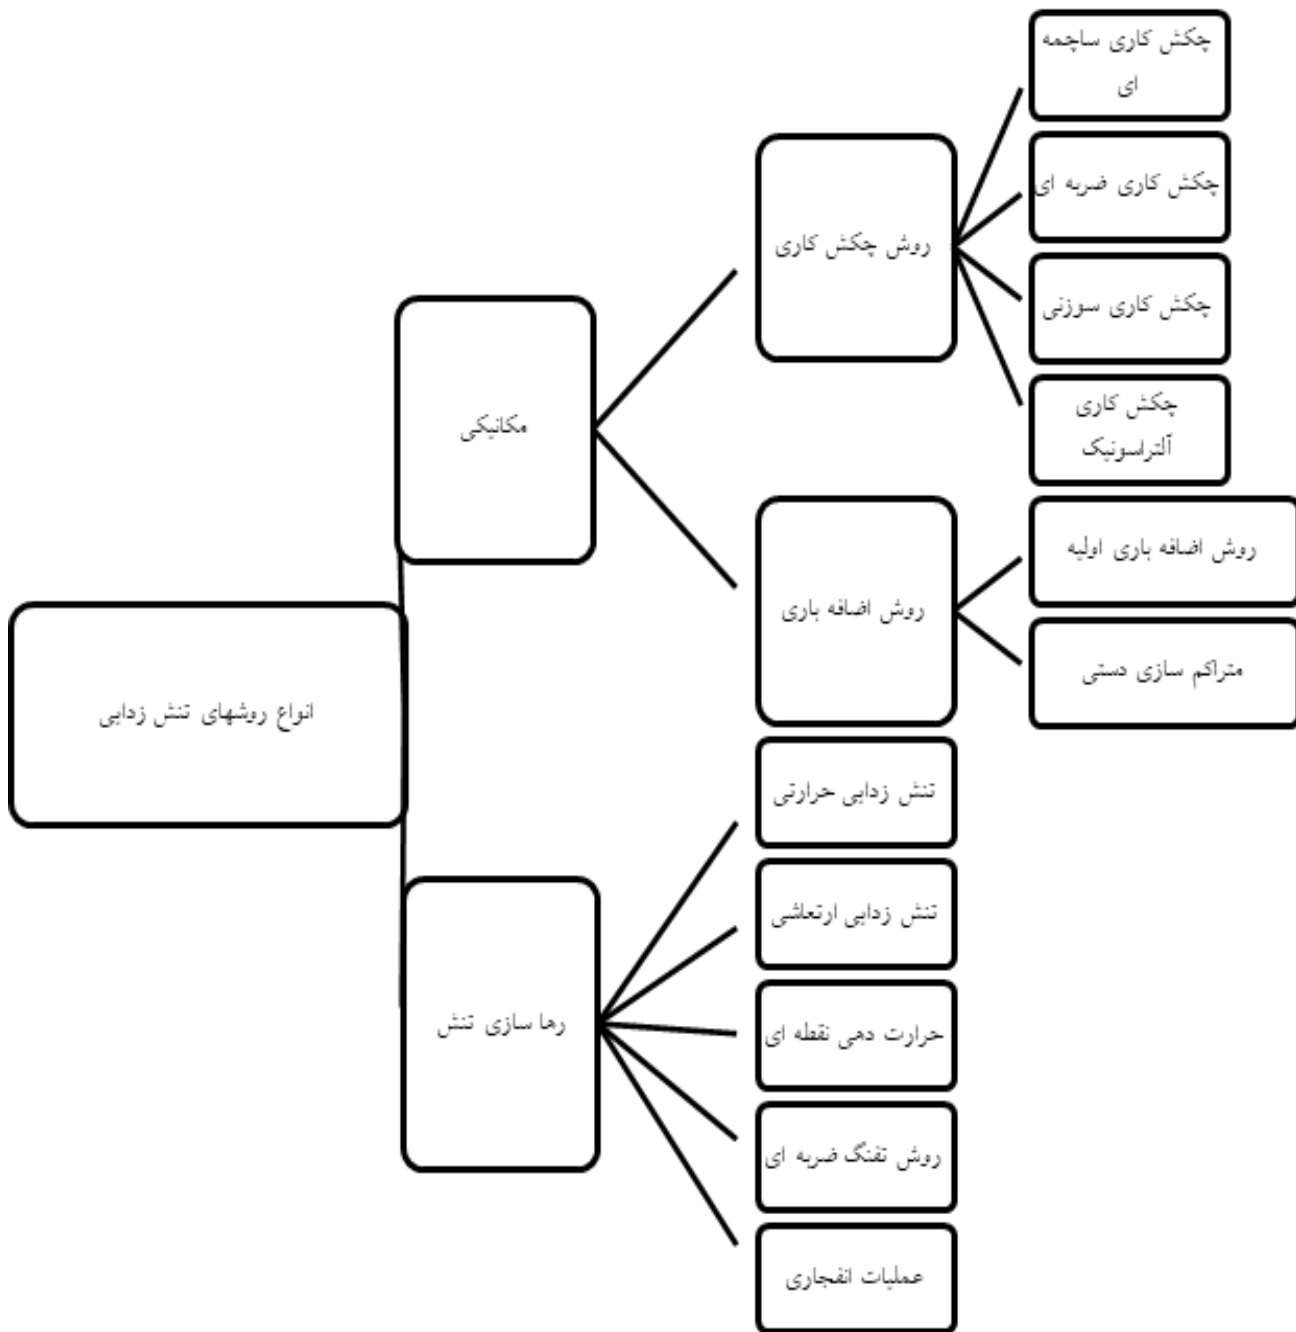 چکش کاری ساچمه
ای
چکش کاری ضربه ای
روش چکش کاری
چکش کاری سوزنی
مکانیکی
چکش کاری
آلتراسونیک
روش اضافه باری اولیه
روش اضافه باری
متراکم سازی دستی
انواع روشهای تنش زدایی
تنش زدایی حرارتی
تنش زدایی ارتعاشی
رها سازی تنش
حرارت دهی نقطه ای
روش تفنگ ضربه ای
عملیات انفجاری